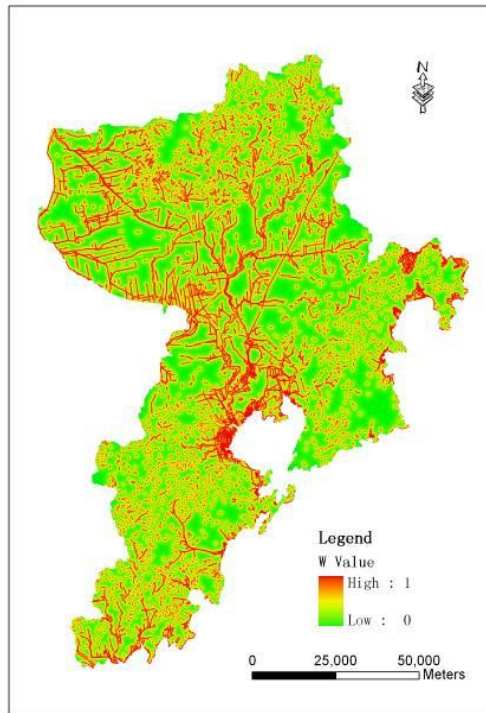 N
Legend
W Value
High : 1
Low : 0
0 25,000 50,000
Meters